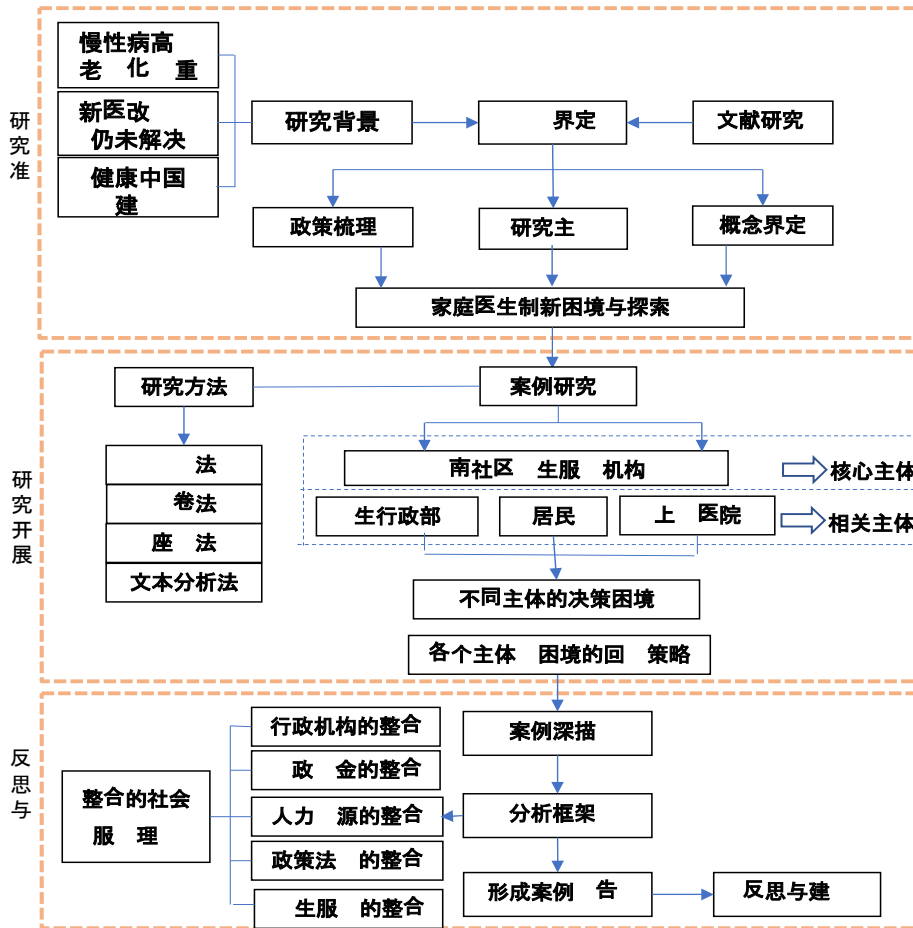 慢性病高
老 化 重
新医改
仍未解决
健康中国
建
研究准
研究背景
界定
文献研究
政策梳理
研究主
概念界定
家庭医生制新困境与探索
研究开展
研究方法
案例研究
法
卷法
座 法
文本分析法
南社区 生服 机构
核心主体
生行政部
居民
上 医院
相关主体
不同主体的决策困境
各个主体 困境的回 策略
反思与
整合的社会
服 理
行政机构的整合
政 金的整合
人力 源的整合
政策法 的整合
生服 的整合
案例深描
分析框架
形成案例 告
反思与建